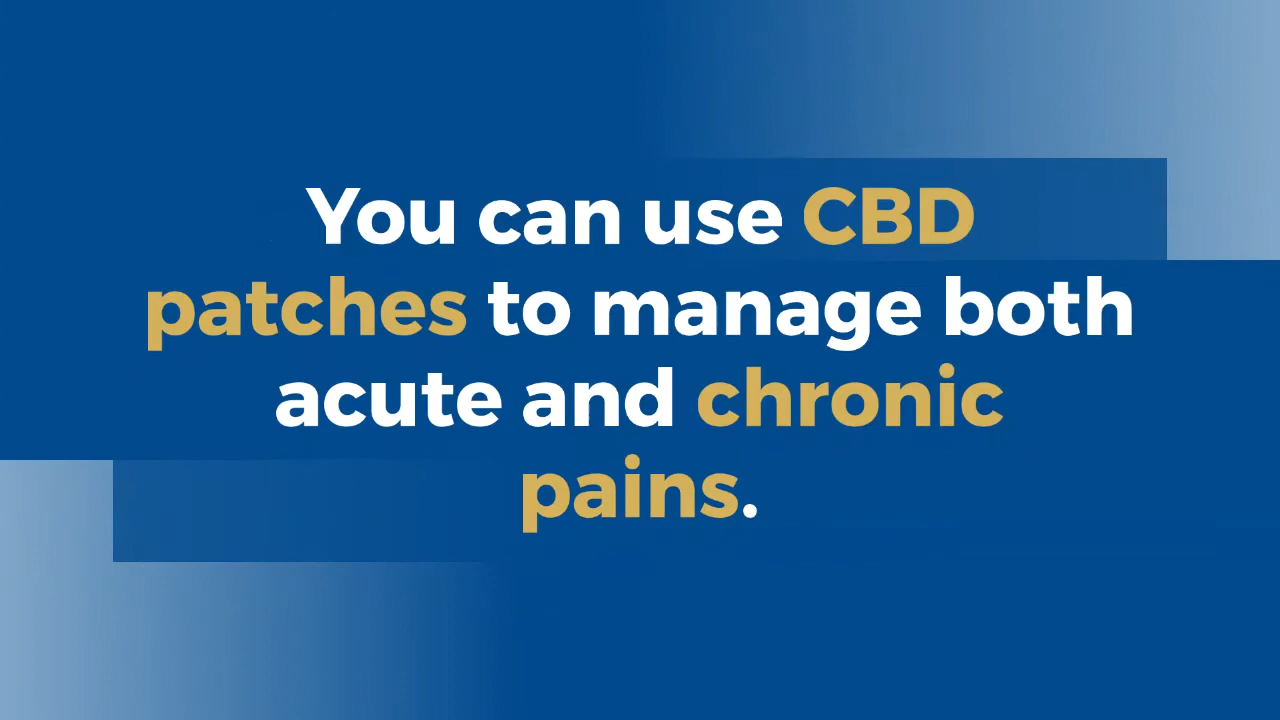 You can use CBD
patches to manage both
acute and chronic
pains.